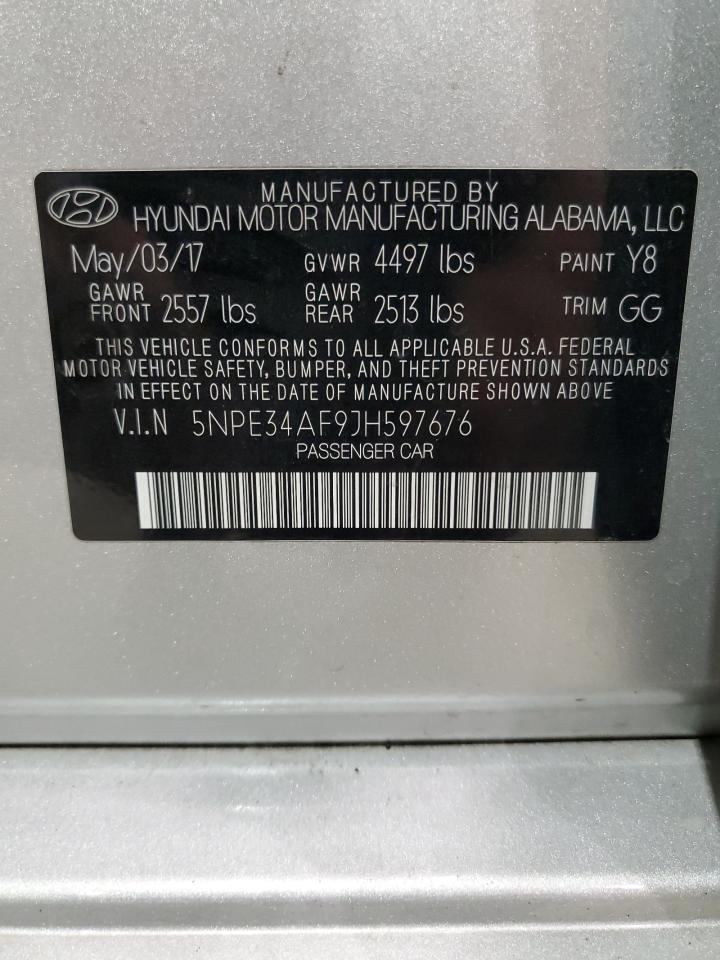 MANUFACTURED BY
HYUNDAI MOTOR MANUFACTURING ALABAMA, LLC
May/03/17 GVWR 4497 lbs PAINT Y8
GAWR FRONT 2557 lbs GAWR REAR 2513 lbs TRIM GG
THIS VEHICLE CONFORMS TO ALL APPLICABLE U.S.A. FEDERAL
MOTOR VEHICLE SAFETY, BUMPER, AND THEFT PREVENTION STANDARDS
IN EFFECT ON THE DATE OF MANUFACTURE SHOWN ABOVE
V.I.N 5NPE34AF9JH597676
PASSENGER CAR